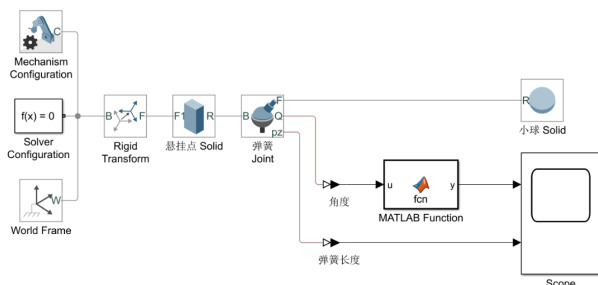 C
Mechanism
Configuration
f(x) = 0
Solver
Configuration
W
World Frame
B
F
Rigid
Transform
F1
R
悬挂点 Solid
B
F
Q
pz
弹簧
Joint
R
小球 Solid
角度
u
fcn
y
MATLAB Function
弹簧长度
Scope